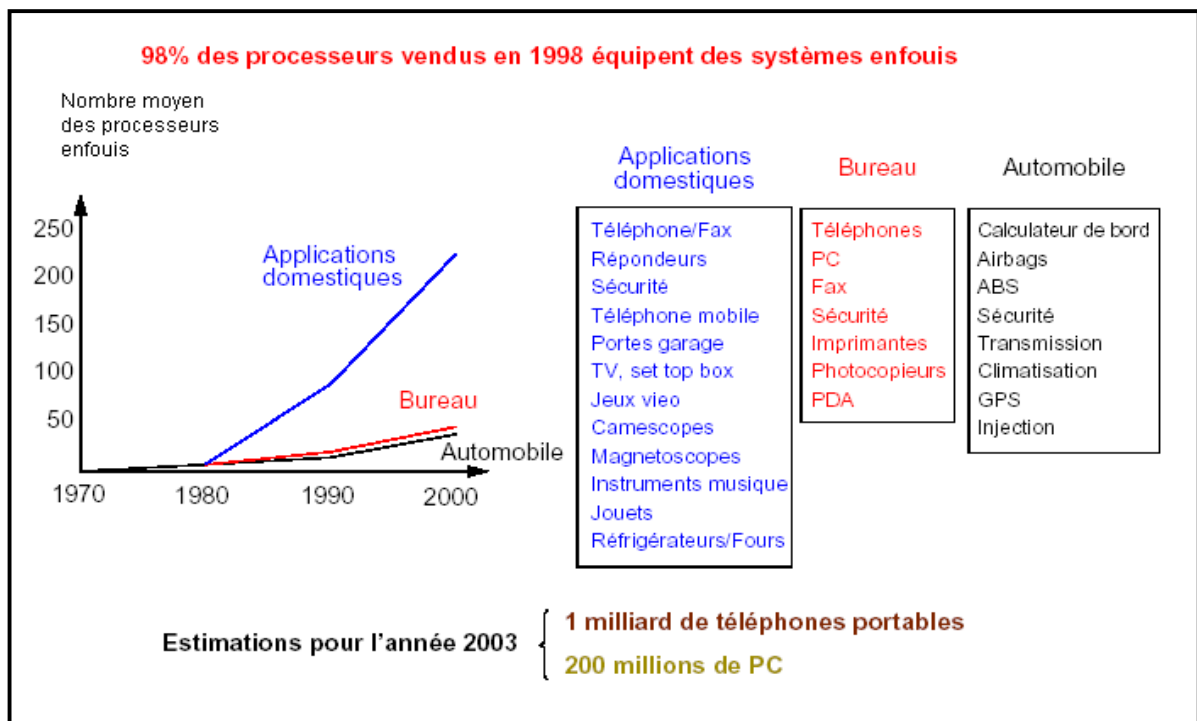 98% des processeurs vendus en 1998 équipent des systèmes enfouis
Nombre moyen
des processeurs
enfouis
250
200
150
100
50
1970
1980
1990
2000
Applications
domestiques
Bureau
Automobile
Applications
domestiques
Téléphone/Fax
Répondeurs
Sécurité
Téléphone mobile
Portes garage
TV, set top box
Jeux vieo
Camescopes
Magnetoscopes
Instruments musique
Jouets
Réfrigérateurs/Fours
Bureau
Téléphones
PC
Fax
Sécurité
Imprimantes
Photocopieurs
PDA
Automobile
Calculateur de bord
Airbags
ABS
Sécurité
Transmission
Climatisation
GPS
Injection
Estimations pour l'année 2003
1 milliard de téléphones portables
200 millions de PC